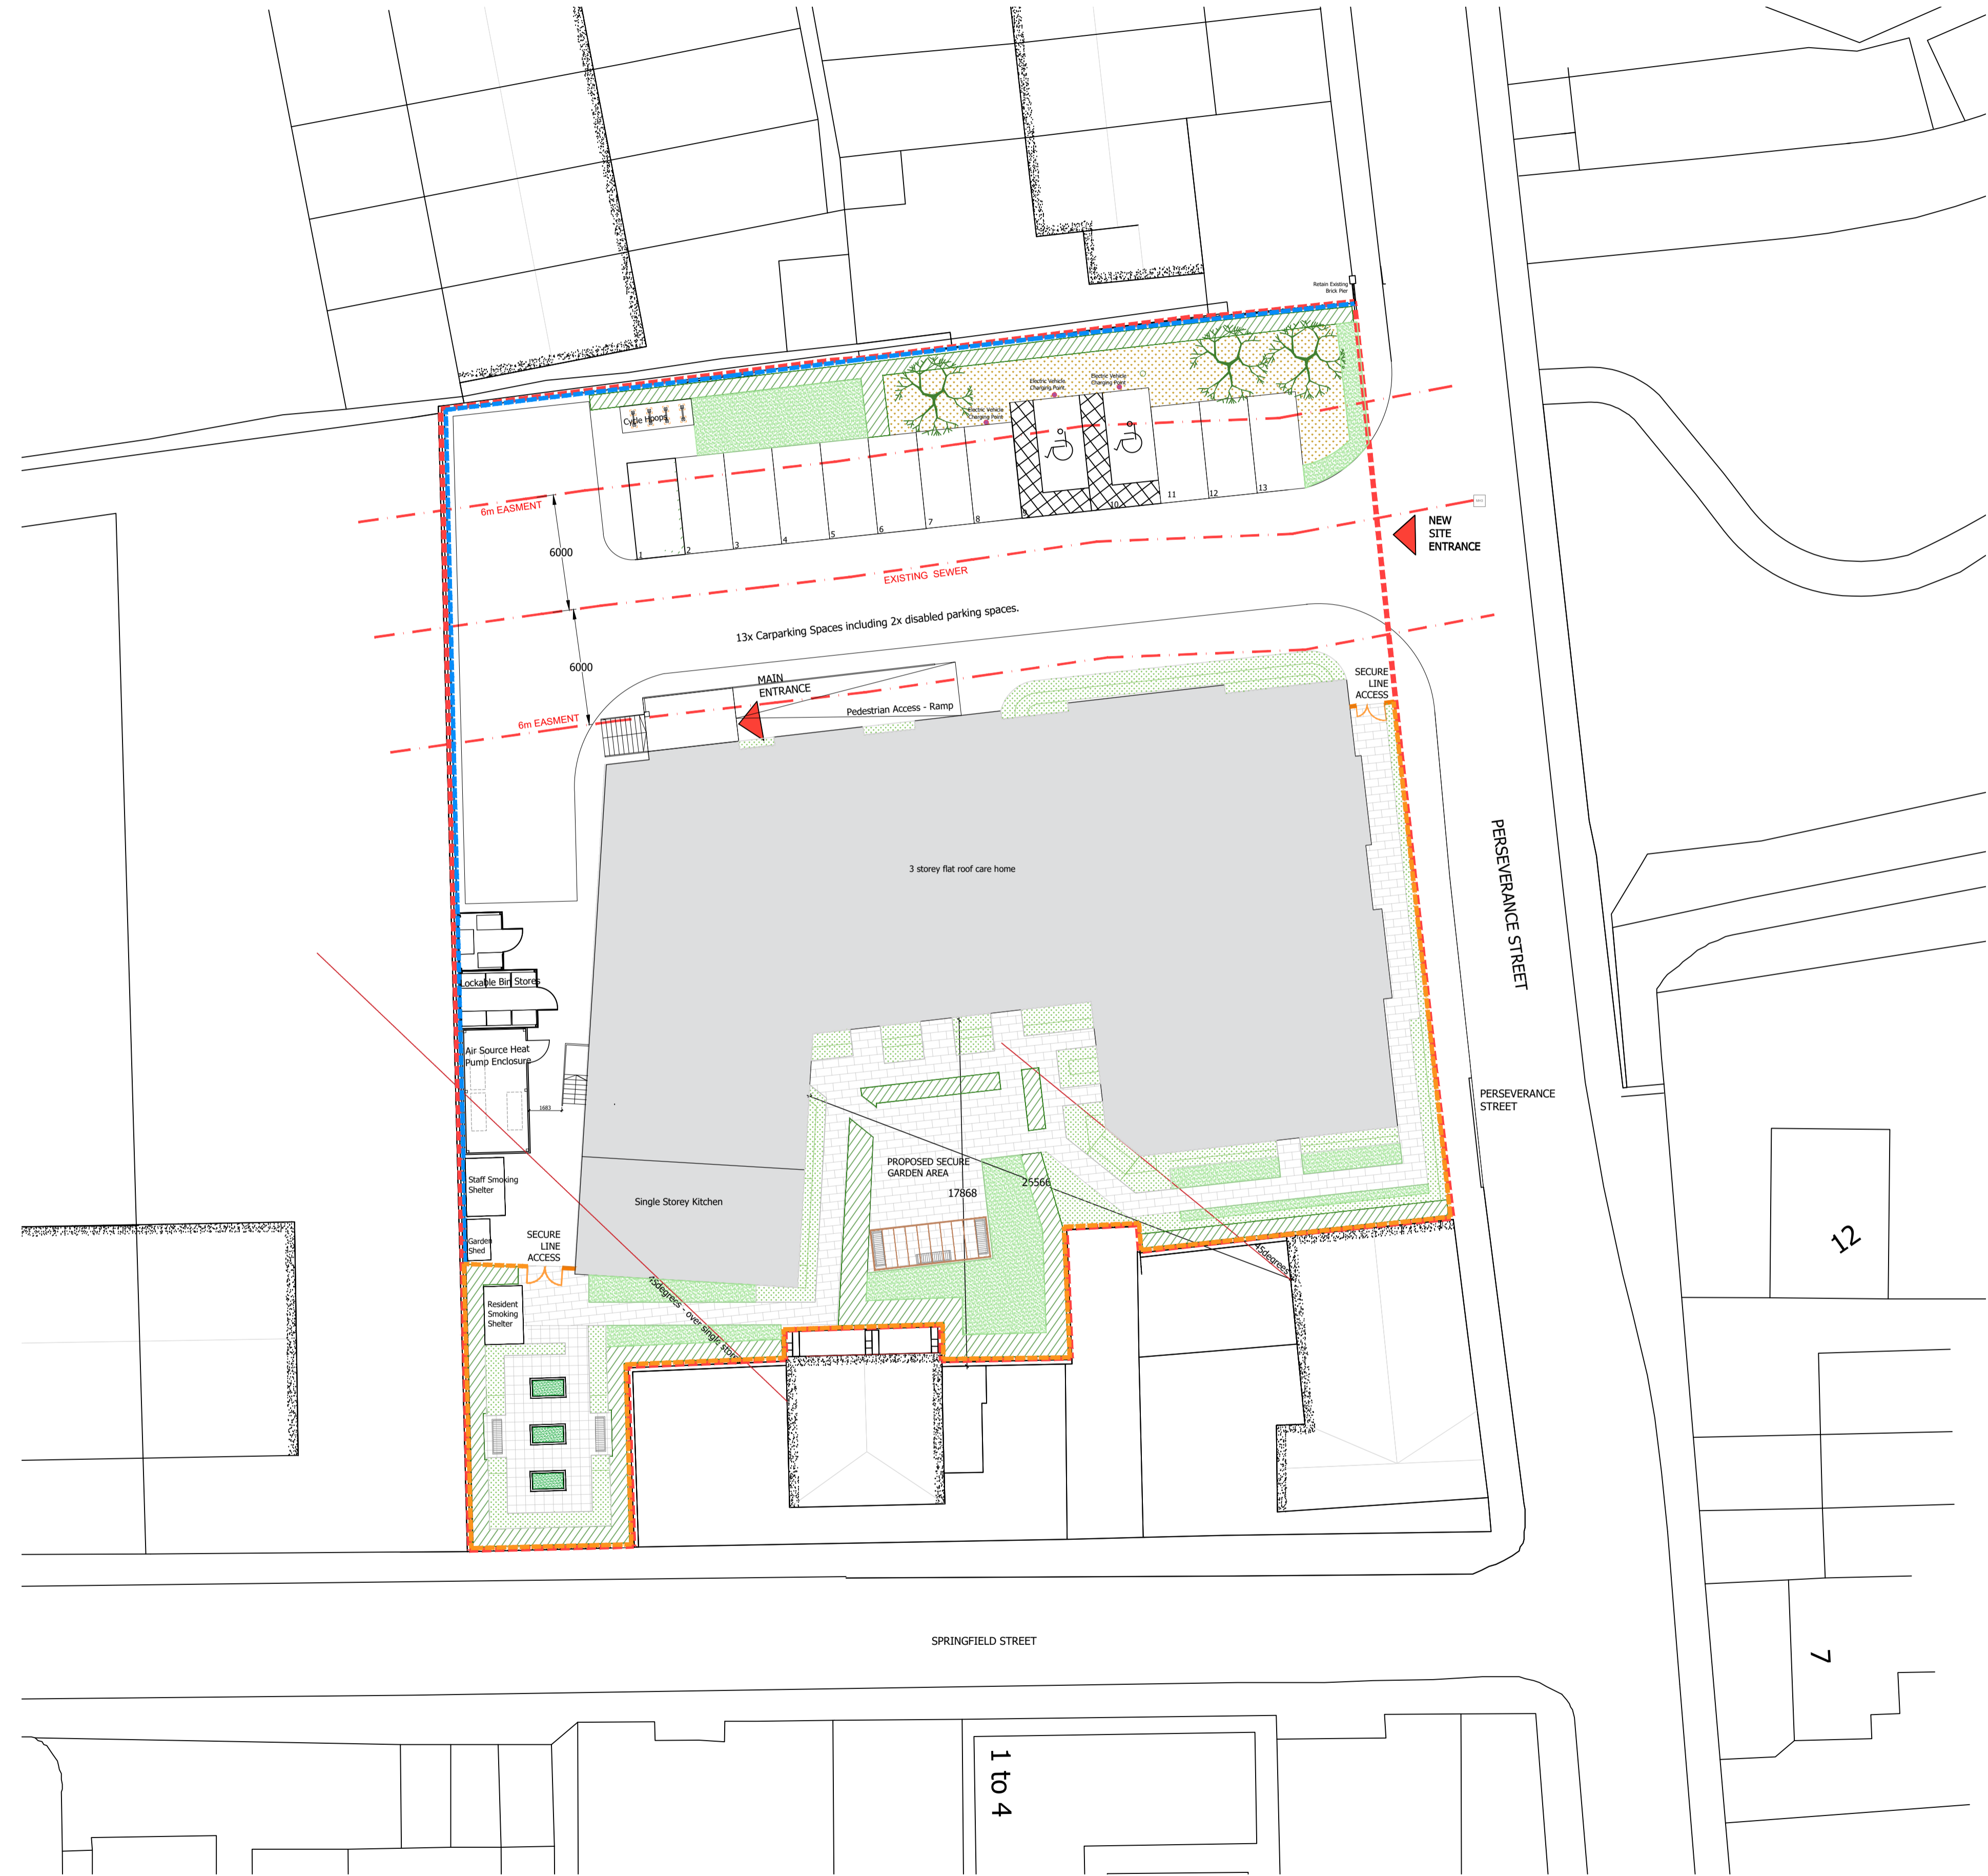 Retain Existing
Brick Pier
Electric Vehicle
Charging Point
Electric Vehicle
Charging Point
Electric Vehicle
Charging Point
Cycle Hoops
6m EASMENT
1
2
3
4
5
6
7
8
9
10
11
12
13
NEW
SITE
ENTRANCE
6000
EXISTING SEWER
13x Carparking Spaces including 2x disabled parking spaces.
6000
MAIN
ENTRANCE
SECURE
LINE
ACCESS
Pedestrian Access - Ramp
6m EASMENT
3 storey flat roof care home
PERSEVERANCE STREET
Lockable Bin Stores
Air Source Heat
Pump Enclosure
1683
PERSEVERANCE
STREET
PROPOSED SECURE
GARDEN AREA
17868
25566
Staff Smoking
Shelter
Single Storey Kitchen
Garden
Shed
SECURE
LINE
ACCESS
45degrees
12
Resident
Smoking
Shelter
45degrees - over single storey
SPRINGFIELD STREET
7
1 to 4